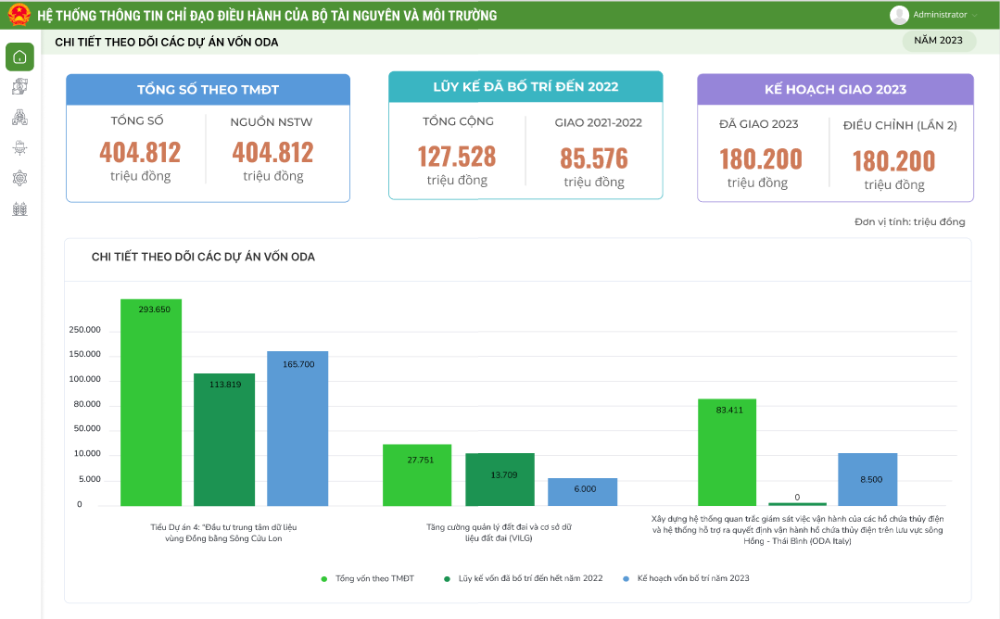 HỆ THỐNG THÔNG TIN CHỈ ĐẠO ĐIỀU HÀNH CỦA BỘ TÀI NGUYÊN VÀ MÔI TRƯỜNG
Administrator
CHI TIẾT THEO DÕI CÁC DỰ ÁN VỐN ODA
NĂM 2023
TỔNG SỐ THEO TMĐT
TỔNG SỐ
NGUỒN NSTW
404.812
404.812
triệu đồng
triệu đồng
LŨY KẾ ĐÃ BỐ TRÍ ĐẾN 2022
TỔNG CỘNG
GIAO 2021-2022
127.528
85.576
triệu đồng
triệu đồng
KẾ HOẠCH GIAO 2023
ĐÃ GIAO 2023
ĐIỀU CHỈNH (LẦN 2)
180.200
180.200
triệu đồng
triệu đồng
Đơn vị tính: triệu đồng
CHI TIẾT THEO DÕI CÁC DỰ ÁN VỐN ODA
250.000
150.000
100.000
80.000
50.000
10.000
5.000
0
293.650
113.819
165.700
27.751
13.709
6.000
83.411
0
8.500
Tiểu Dự án 4: "Đầu tư trung tâm dữ liệu
vùng Đồng bằng Sông Cửu Lon
Tăng cường quản lý đất đai và cơ sở dữ
liệu đất đai (VILG)
Xây dựng hệ thống quan trắc giám sát việc vận hành của các hồ chứa thủy điện
và hệ thống hỗ trợ ra quyết định vận hành hồ chứa thủy điện trên lưu vực sông
Hồng - Thái Bình (ODA Italy)
Tổng vốn theo TMĐT
Lũy kế vốn đã bố trí đến hết năm 2022
Kế hoạch vốn bố trí năm 2023